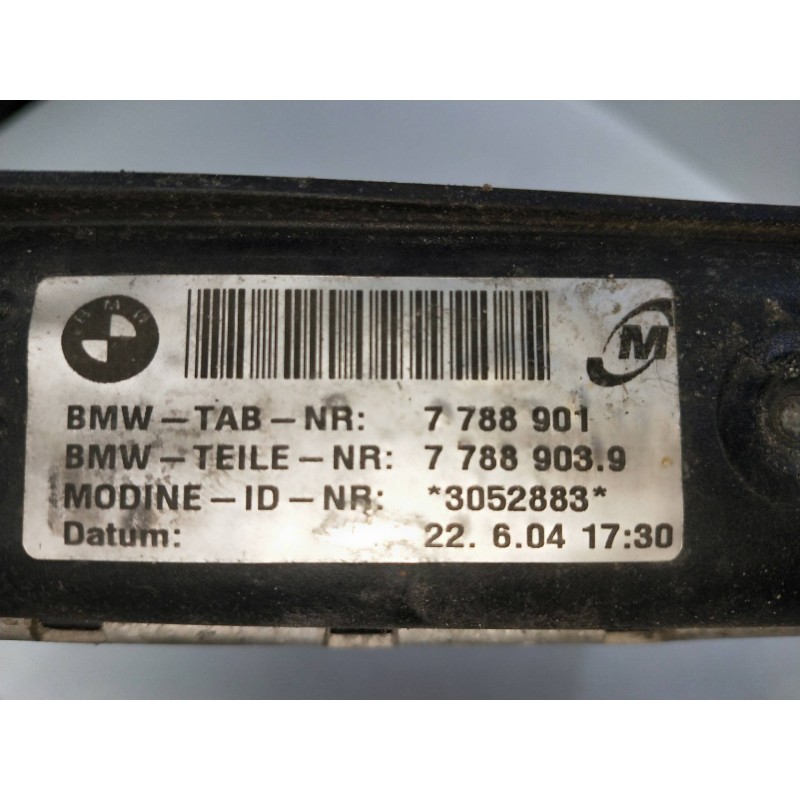 BMW
M
BMW-TAB-NR: 7 788 901
BMW-TEILE-NR: 7 788 903.9
MODINE-ID-NR: *3052883*
Datum: 22. 6.04 17:30